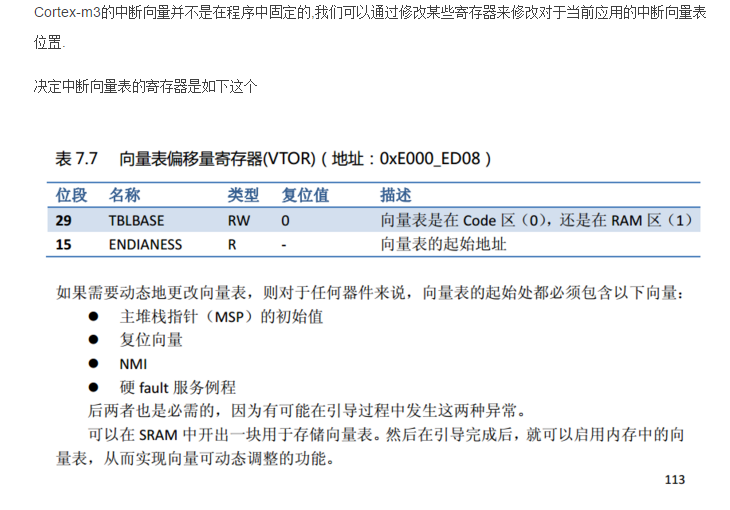 Cortex-m3的中断向量并不是在程序中固定的,我们可以通过修改某些寄存器来修改对于当前应用的中断向量表
位置.
决定中断向量表的寄存器是如下这个
表 7.7 向量表偏移量寄存器(VTOR)（地址：0xE000_ED08）
位段 名称 类型 复位值 描述
29 TBLBASE RW 0 向量表是在 Code 区（0），还是在 RAM 区（1）
15 ENDIANESS R - 向量表的起始地址
如果需要动态地更改向量表，则对于任何器件来说，向量表的起始处都必须包含以下向量：
● 主堆栈指针（MSP）的初始值
● 复位向量
● NMI
● 硬 fault 服务例程
后两者也是必需的，因为有可能在引导过程中发生这两种异常。
可以在 SRAM 中开出一块用于存储向量表。然后在引导完成后，就可以启用内存中的向
量表，从而实现向量可动态调整的功能。
113